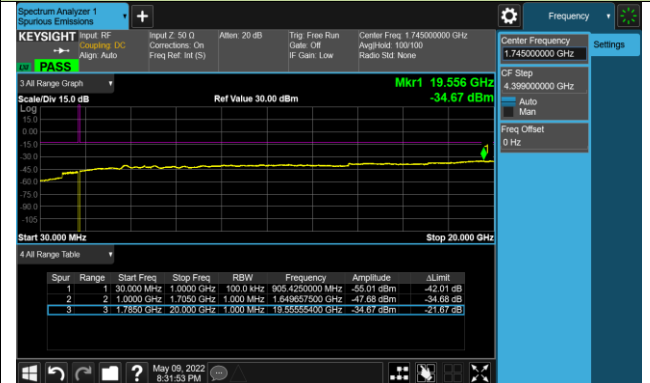 Spectrum Analyzer 1
Spurious Emissions
+
Frequency
KEYSIGHT
Input: RF
Coupling: DC
Align: Auto
Input Z: 50 Ω
Corrections: On
Freq Ref: Int (S)
Atten: 20 dB
Trig: Free Run
Gate: Off
IF Gain: Low
Center Freq: 1.745000000 GHz
Avg|Hold: 100/100
Radio Std: None
PASS
Center Frequency
1.745000000 GHz
Settings
CF Step
4.399000000 GHz
Auto
Man
Freq Offset
0 Hz
3 All Range Graph
Mkr1 19.556 GHz
Scale/Div 15.0 dB
Ref Value 30.00 dBm
-34.67 dBm
Log
15.0
0.00
-15.0
-30.0
-45.0
-60.0
-75.0
-90.0
-105
1
Start 30.000 MHz
Stop 20.000 GHz
4 All Range Table
Spur Range Start Freq Stop Freq RBW Frequency Amplitude ΔLimit
1 1 30.000 MHz 1.0000 GHz 100.0 kHz 905.4250000 MHz -55.01 dBm -42.01 dB
2 2 1.0000 GHz 1.7050 GHz 1.000 MHz 1.649657500 GHz -47.68 dBm -34.68 dB
3 3 1.7850 GHz 20.000 GHz 1.000 MHz 19.55555400 GHz -34.67 dBm -21.67 dB
?
May 09, 2022
8:31:53 PM